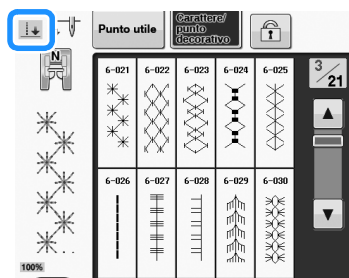 Punto utile
Carattere/
punto
decorativo
N
6-021 6-022 6-023 6-024 6-025
3/21
6-026 6-027 6-028 6-029 6-030
100%